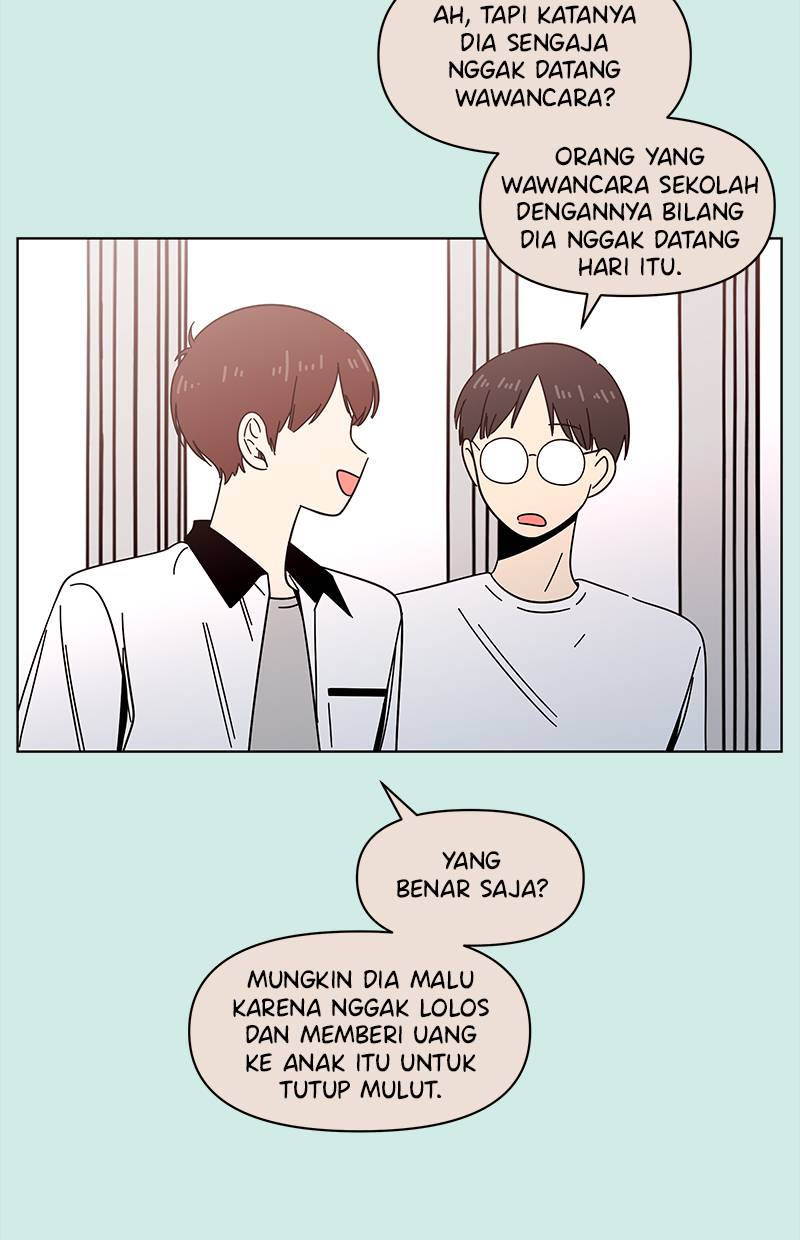 AH, TAPI KATANYA
DIA SENGAJA
NGGAK DATANG
WAWANCARA?
ORANG YANG
WAWANCARA SEKOLAH
DENGANNYA BILANG
DIA NGGAK DATANG
HARI ITU.
YANG
BENAR SAJA?
MUNGKIN DIA MALU
KARENA NGGAK LOLOS
DAN MEMBERI UANG
KE ANAK ITU UNTUK
TUTUP MULUT.